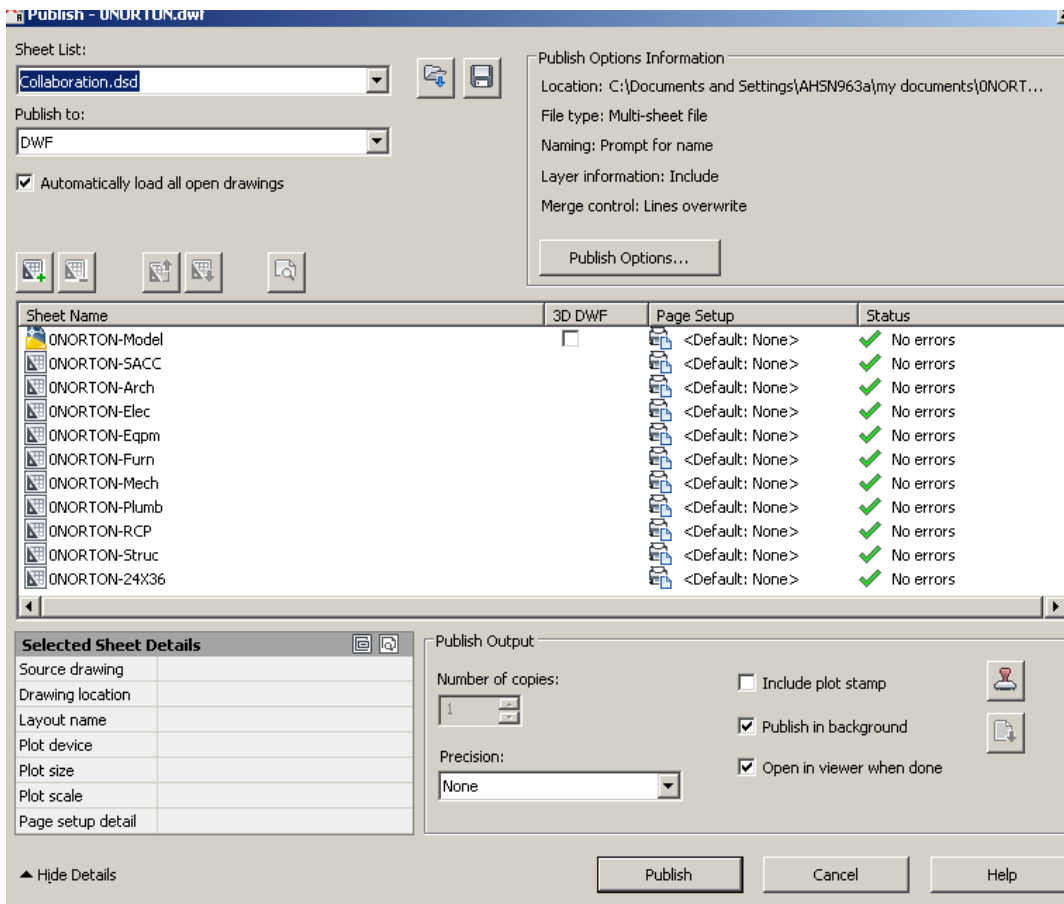 Publish - 0NORTON.dwf
Sheet List:
Collaboration.dsd
Publish to:
DWF
Automatically load all open drawings
Publish Options Information
Location: C:\Documents and Settings\AHSN963a\my documents\0NORT...
File type: Multi-sheet file
Naming: Prompt for name
Layer information: Include
Merge control: Lines overwrite
Publish Options...
Sheet Name 3D DWF Page Setup Status
0NORTON-Model <Default: None> No errors
0NORTON-SACC <Default: None> No errors
0NORTON-Arch <Default: None> No errors
0NORTON-Elec <Default: None> No errors
0NORTON-Eqpm <Default: None> No errors
0NORTON-Furn <Default: None> No errors
0NORTON-Mech <Default: None> No errors
0NORTON-Plumb <Default: None> No errors
0NORTON-RCP <Default: None> No errors
0NORTON-Struc <Default: None> No errors
0NORTON-24X36 <Default: None> No errors
Selected Sheet Details
Source drawing
Drawing location
Layout name
Plot device
Plot size
Plot scale
Page setup detail
Publish Output
Number of copies:
1
Precision:
None
Include plot stamp
Publish in background
Open in viewer when done
Hide Details
Publish
Cancel
Help